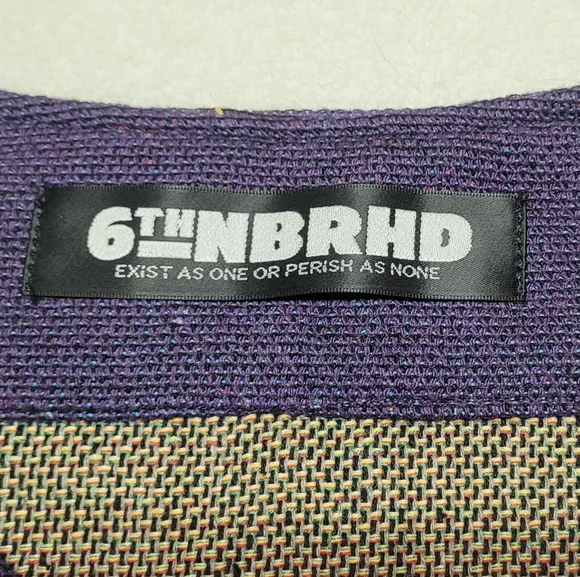 6THNBRHD
EXIST AS ONE OR PERISH AS NONE